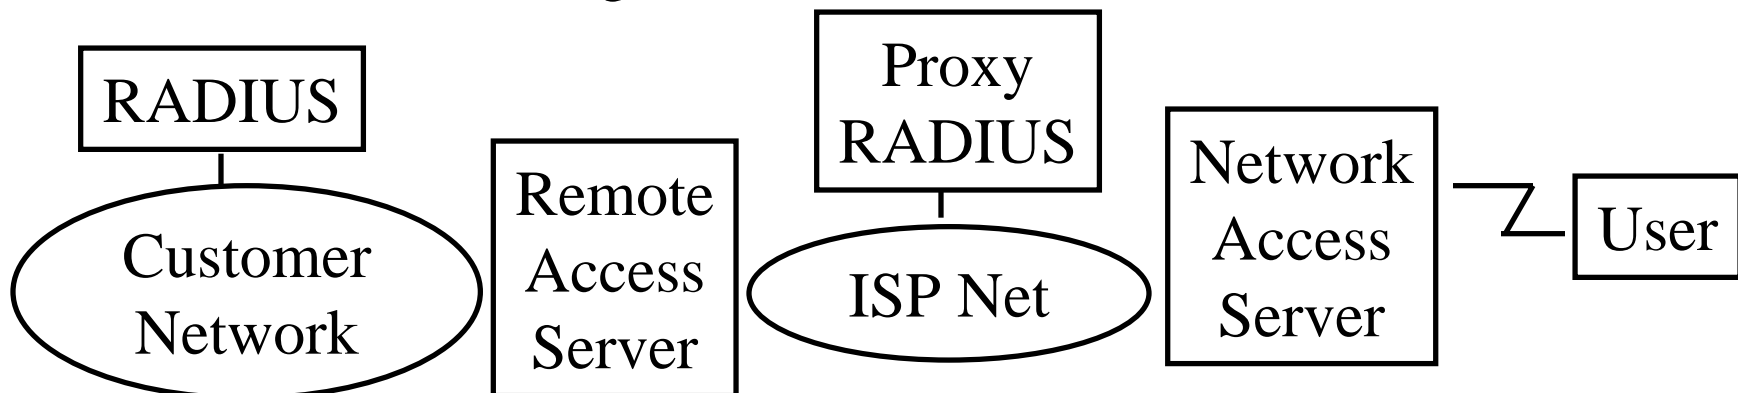 RADIUS
Customer
Network
Remote
Access
Server
Proxy
RADIUS
ISP Net
Network
Access
Server
User